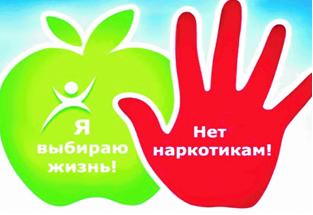 Я
выбираю
жизнь!
Нет
наркотикам!